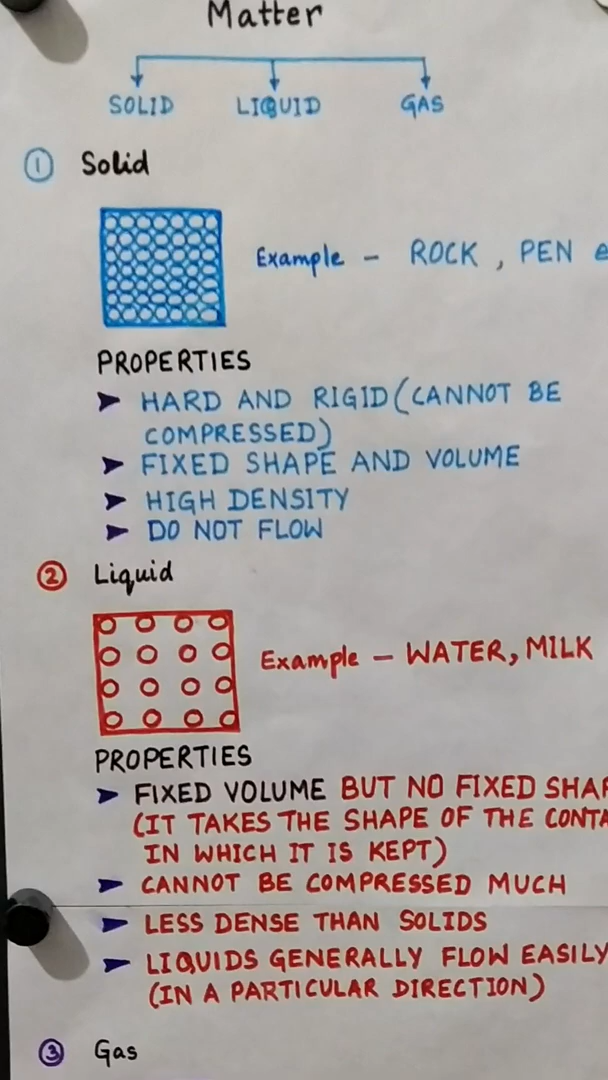 Matter
SOLID LIQUID GAS
① Solid
Example - ROCK , PEN
PROPERTIES
➤ HARD AND RIGID (CANNOT BE
COMPRESSED)
➤ FIXED SHAPE AND VOLUME
➤ HIGH DENSITY
➤ DO NOT FLOW
② Liquid
Example - WATER, MILK
PROPERTIES
➤ FIXED VOLUME BUT NO FIXED
(IT TAKES THE SHAPE OF THE
IN WHICH IT IS KEPT)
➤ CANNOT BE COMPRESSED MUCH
➤ LESS DENSE THAN SOLIDS
➤ LIQUIDS GENERALLY FLOW EASILY
(IN A PARTICULAR DIRECTION)
③ Gas